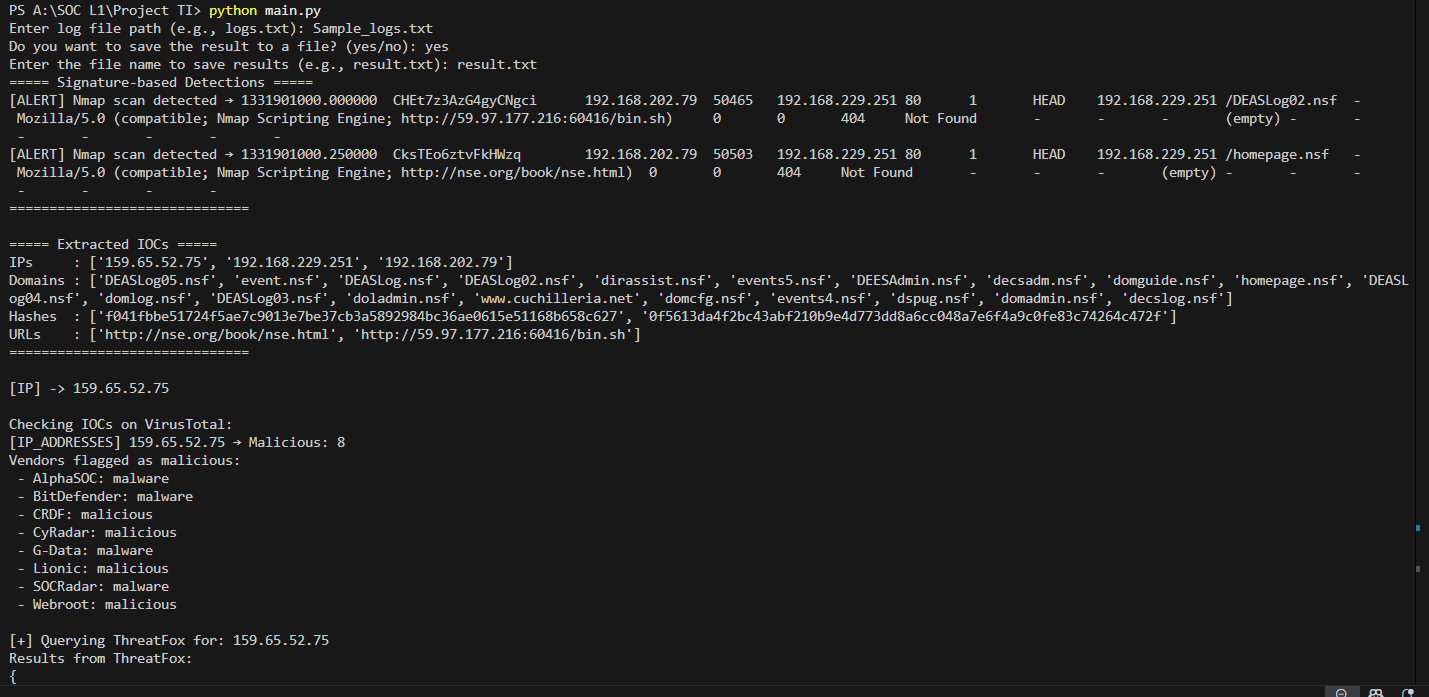 PS A:\SOC L1\Project TI> python main.py
Enter log file path (e.g., logs.txt): Sample_logs.txt
Do you want to save the result to a file? (yes/no): yes
Enter the file name to save results (e.g., result.txt): result.txt
===== Signature-based Detections =====
[ALERT] Nmap scan detected → 1331901000.000000  CHEt7z3AzG4gyCNgci      192.168.202.79  50465   192.168.229.251 80      1       HEAD    192.168.229.251 /DEASLog02.nsf  -
 Mozilla/5.0 (compatible; Nmap Scripting Engine; http://59.97.177.216:60416/bin.sh)     0       0       404     Not Found       -       -       -       (empty) -       -
 -       -       -       -
[ALERT] Nmap scan detected → 1331901000.250000  CksTEo6ztvFkHWzq        192.168.202.79  50503   192.168.229.251 80      1       HEAD    192.168.229.251 /homepage.nsf   -
 Mozilla/5.0 (compatible; Nmap Scripting Engine; http://nse.org/book/nse.html)  0       0       404     Not Found       -       -       -       (empty) -       -       -
 -       -       -       -
==============================
===== Extracted IOCs =====
IPs     : ['159.65.52.75', '192.168.229.251', '192.168.202.79']
Domains : ['DEASLog05.nsf', 'event.nsf', 'DEASLog.nsf', 'DEASLog02.nsf', 'dirassist.nsf', 'events5.nsf', 'DEESAdmin.nsf', 'decsadm.nsf', 'domguide.nsf', 'homepage.nsf', 'DEASL
og04.nsf', 'domlog.nsf', 'DEASLog03.nsf', 'doladmin.nsf', 'www.cuchilleria.net', 'domcfg.nsf', 'events4.nsf', 'dspug.nsf', 'domadmin.nsf', 'decslog.nsf']
Hashes  : ['f041fbbe51724f5ae7c9013e7be37cb3a5892984bc36ae0615e51168b658c627', '0f5613da4f2bc43abf210b9e4d773dd8a6cc048a7e6f4a9c0fe83c74264c472f']
URLs    : ['http://nse.org/book/nse.html', 'http://59.97.177.216:60416/bin.sh']
==============================
[IP] -> 159.65.52.75
Checking IOCs on VirusTotal:
[IP_ADDRESSES] 159.65.52.75 → Malicious: 8
Vendors flagged as malicious:
 - AlphaSOC: malware
 - BitDefender: malware
 - CRDF: malicious
 - CyRadar: malicious
 - G-Data: malware
 - Lionic: malicious
 - SOCRadar: malware
 - Webroot: malicious
[+] Querying ThreatFox for: 159.65.52.75
Results from ThreatFox:
{